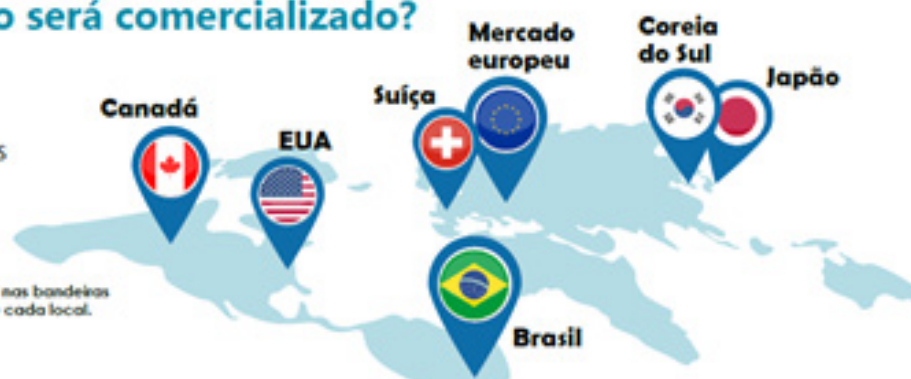 o será comercializado?
Mercado
europeu
Coreia
do Sul
Japão
Suíça
Canadá
EUA
s
nas bandeiras
cada local.
Brasil